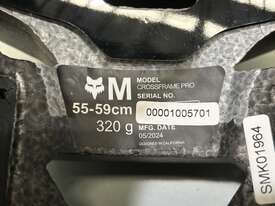 M
MODEL
CROSSFRAME PRO
SERIAL NO.
55-59cm
00001005701
320 g
MFG. DATE
05/2024
DESIGNED IN CALIFORNIA
SMK01964